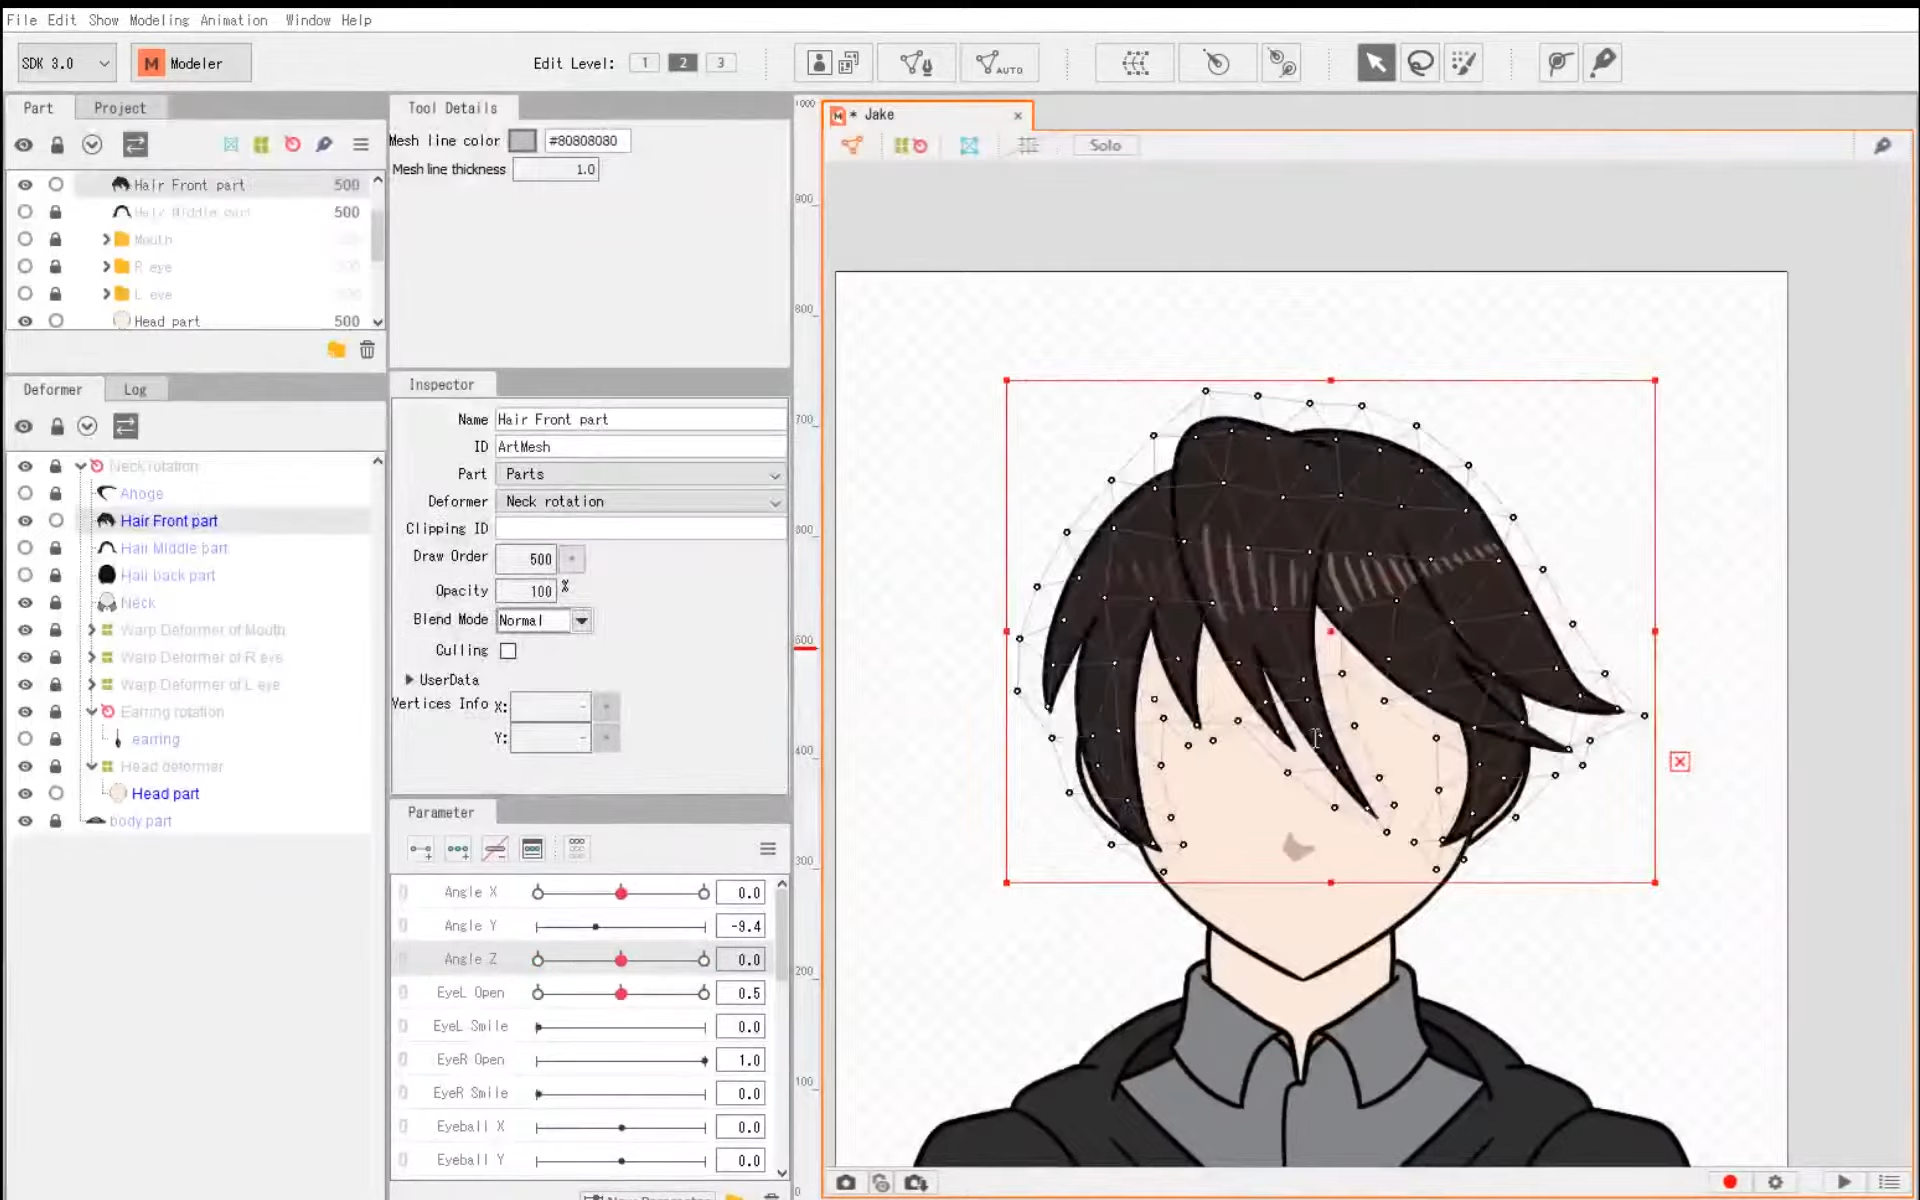 File Edit Show Modeling Animation Window Help
SDK 3.0
M Modeler
Edit Level: 1 2 3
AUTO
Part Project
Hair Front part 500
Hair Middle part 500
Mouth
R eye
L eye
Head part 500
Deformer Log
Neck rotation
Ahoge
Hair Front part
Hair Middle part
Hair back part
Neck
Warp Deformer of Mouth
Warp Deformer of R eye
Warp Deformer of L eye
Earring rotation
earring
Head deformer
Head part
body part
Tool Details
Mesh line color #80808080
Mesh line thickness 1.0
Inspector
Name Hair Front part
ID ArtMesh
Part Parts
Deformer Neck rotation
Clipping ID
Draw Order 500
Opacity 100 %
Blend Mode Normal
Culling
UserData
Vertices Info X: -
Y: -
Parameter
Angle X 0.0
Angle Y -9.4
Angle Z 0.0
EyeL Open 0.5
EyeL Smile 0.0
EyeR Open 1.0
EyeR Smile 0.0
Eyeball X 0.0
Eyeball Y 0.0
M * Jake
Solo
1000
900
800
700
600
500
400
300
200
100
0